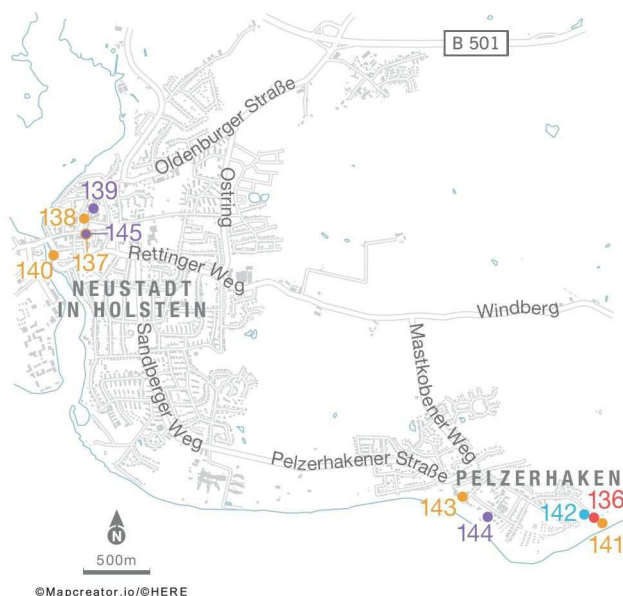 B 501
Oldenburger Straße
Ostring
139
138
145
137
140
Rettinger Weg
NEUSTADT
IN HOLSTEIN
Windberg
Sandberger Weg
Mastkobener Weg
Pelzerhakener Straße
PELZERHAKEN
143
144
142
136
141
N
500m
©Mapcreator.io/©HERE